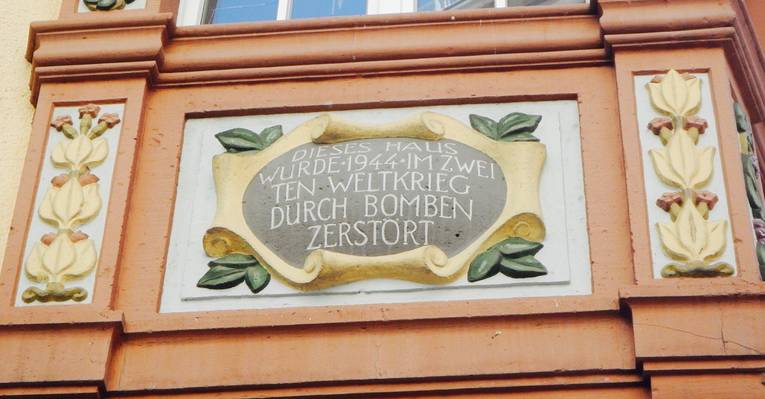 DIESES HAUS
WURDE·1944·IM ZWEI
TEN WELTKRIEG
DURCH BOMBEN
ZERSTÖRT